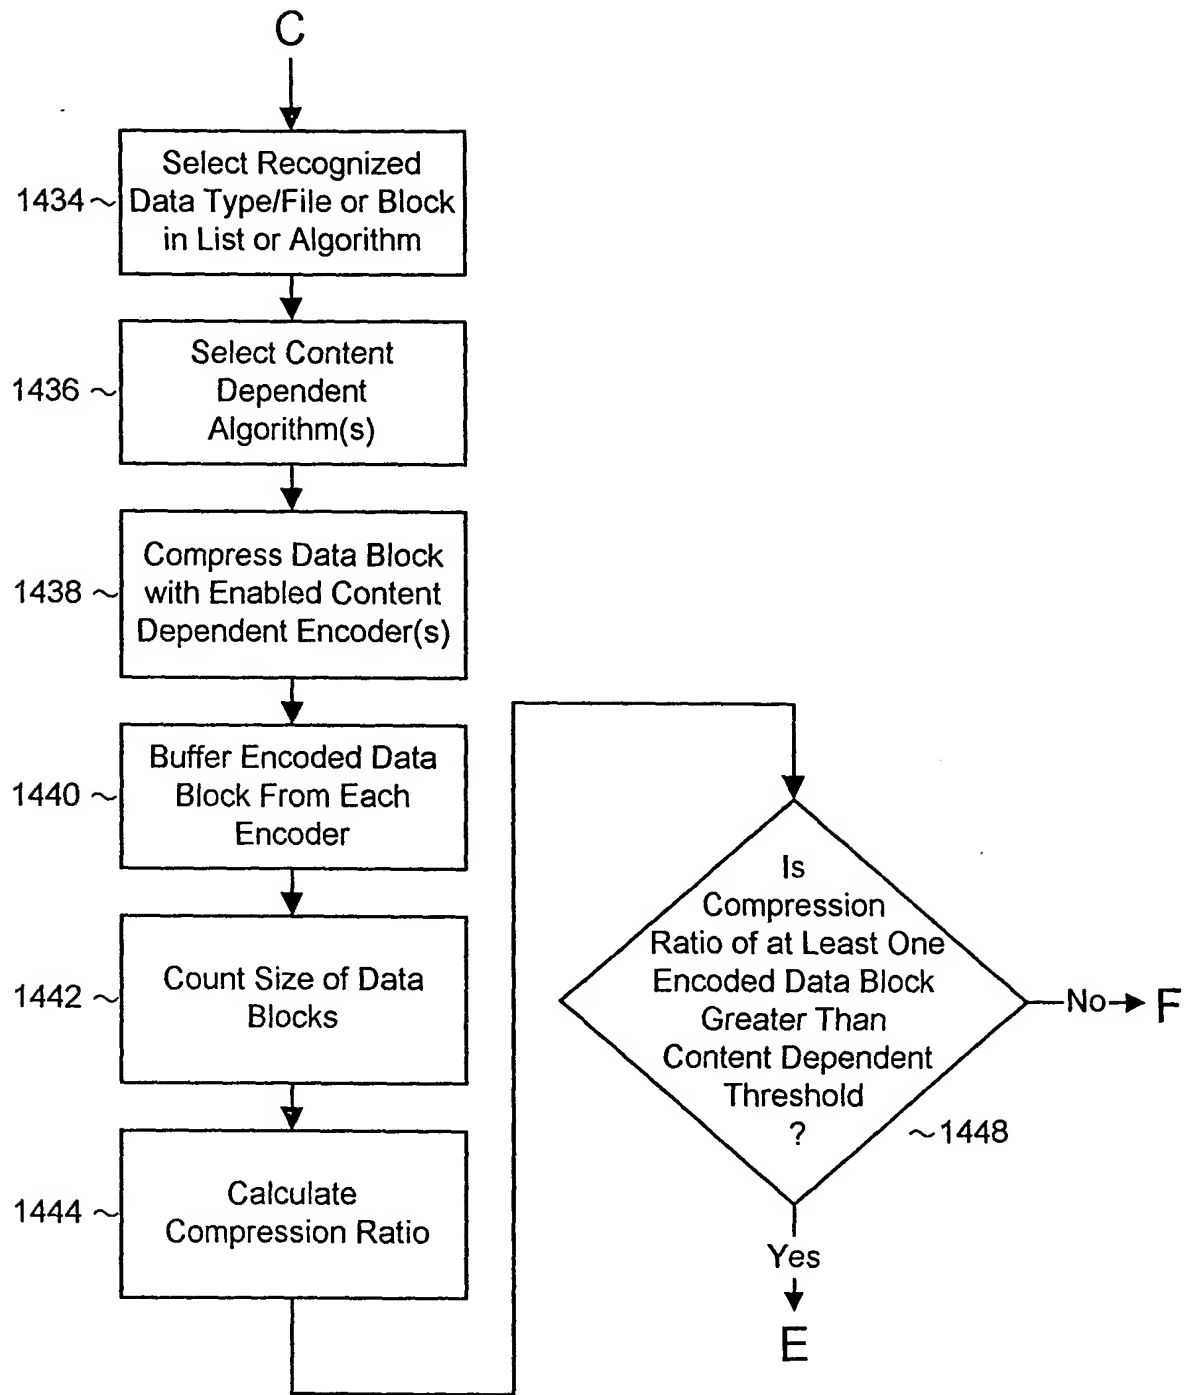 C
1434
Select Recognized
Data Type/File or Block
in List or Algorithm
1436
Select Content
Dependent
Algorithm(s)
1438
Compress Data Block
with Enabled Content
Dependent Encoder(s)
1440
Buffer Encoded Data
Block From Each
Encoder
1442
Count Size of Data
Blocks
1444
Calculate
Compression Ratio
Is
Compression
Ratio of at Least One
Encoded Data Block
Greater Than
Content Dependent
Threshold
?
1448
No
F
Yes
E